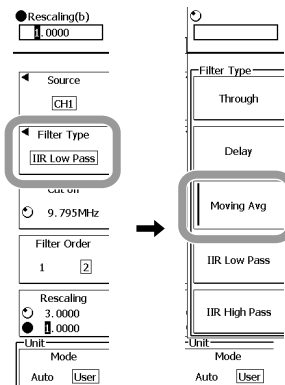 Rescaling(b)
1.0000
Source
CH1
Filter Type
IIR Low Pass
Cut off
9.795MHz
Filter Order
1 2
Rescaling
3.0000
1.0000
Unit
Mode
Auto User
Filter Type
Through
Delay
Moving Avg
IIR Low Pass
IIR High Pass
Unit
Mode
Auto User